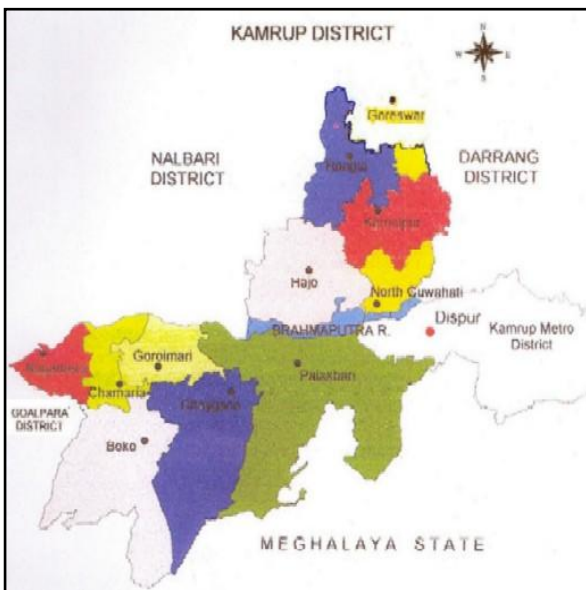 KAMRUP DISTRICT
N
W
E
S
Goreswar
NALBARI
DISTRICT
DARRANG
DISTRICT
Rangia
Kamalpur
Hajo
North Guwahati
BRAHMAPUTRA R.
Dispur
Kamrup Metro
District
Goroimari
Palasbari
Chamaria
GOALPARA
DISTRICT
Boko
MEGHALAYA STATE